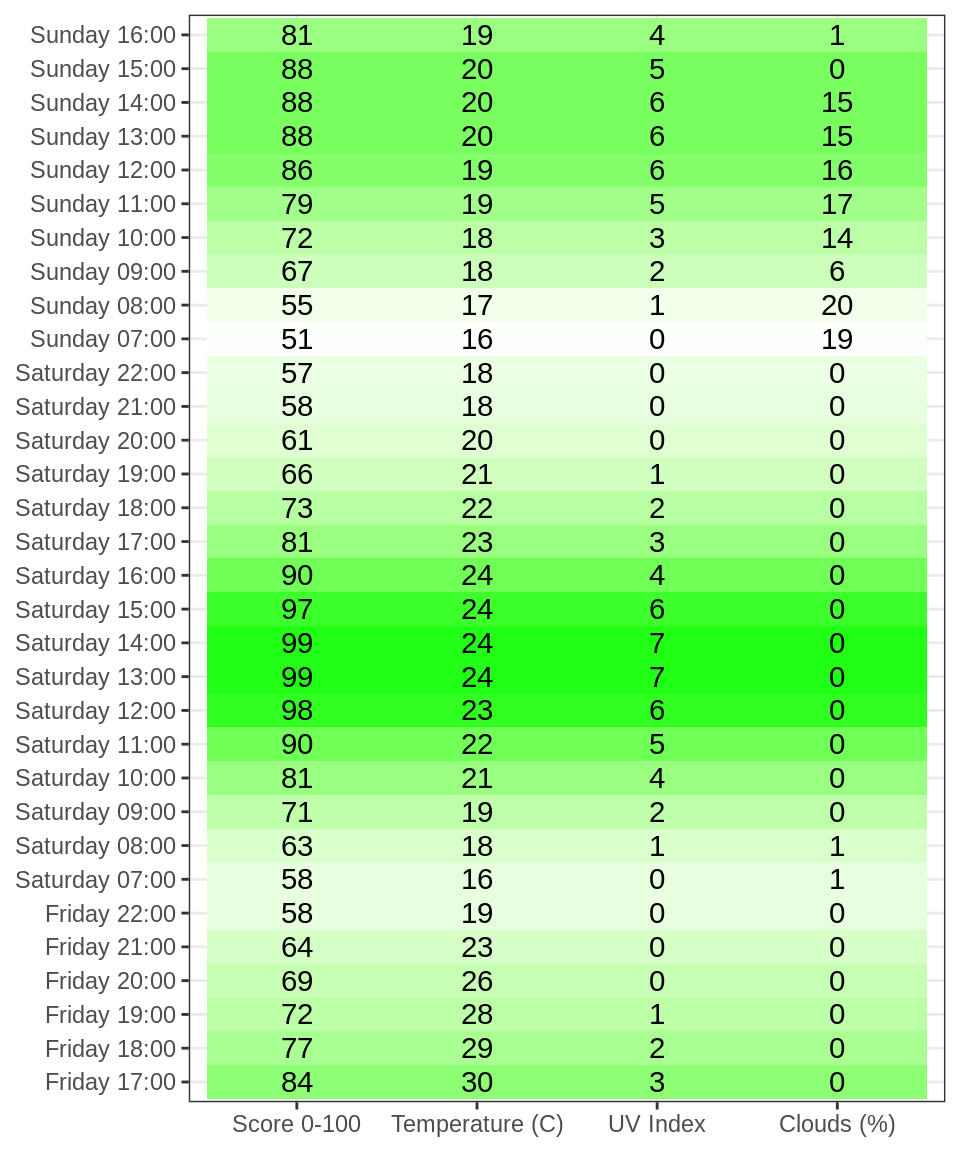 Sunday 16:00 81 19 4 1
Sunday 15:00 88 20 5 0
Sunday 14:00 88 20 6 15
Sunday 13:00 88 20 6 15
Sunday 12:00 86 19 6 16
Sunday 11:00 79 19 5 17
Sunday 10:00 72 18 3 14
Sunday 09:00 67 18 2 6
Sunday 08:00 55 17 1 20
Sunday 07:00 51 16 0 19
Saturday 22:00 57 18 0 0
Saturday 21:00 58 18 0 0
Saturday 20:00 61 20 0 0
Saturday 19:00 66 21 1 0
Saturday 18:00 73 22 2 0
Saturday 17:00 81 23 3 0
Saturday 16:00 90 24 4 0
Saturday 15:00 97 24 6 0
Saturday 14:00 99 24 7 0
Saturday 13:00 99 24 7 0
Saturday 12:00 98 23 6 0
Saturday 11:00 90 22 5 0
Saturday 10:00 81 21 4 0
Saturday 09:00 71 19 2 0
Saturday 08:00 63 18 1 1
Saturday 07:00 58 16 0 1
Friday 22:00 58 19 0 0
Friday 21:00 64 23 0 0
Friday 20:00 69 26 0 0
Friday 19:00 72 28 1 0
Friday 18:00 77 29 2 0
Friday 17:00 84 30 3 0
Score 0-100 Temperature (C) UV Index Clouds (%)